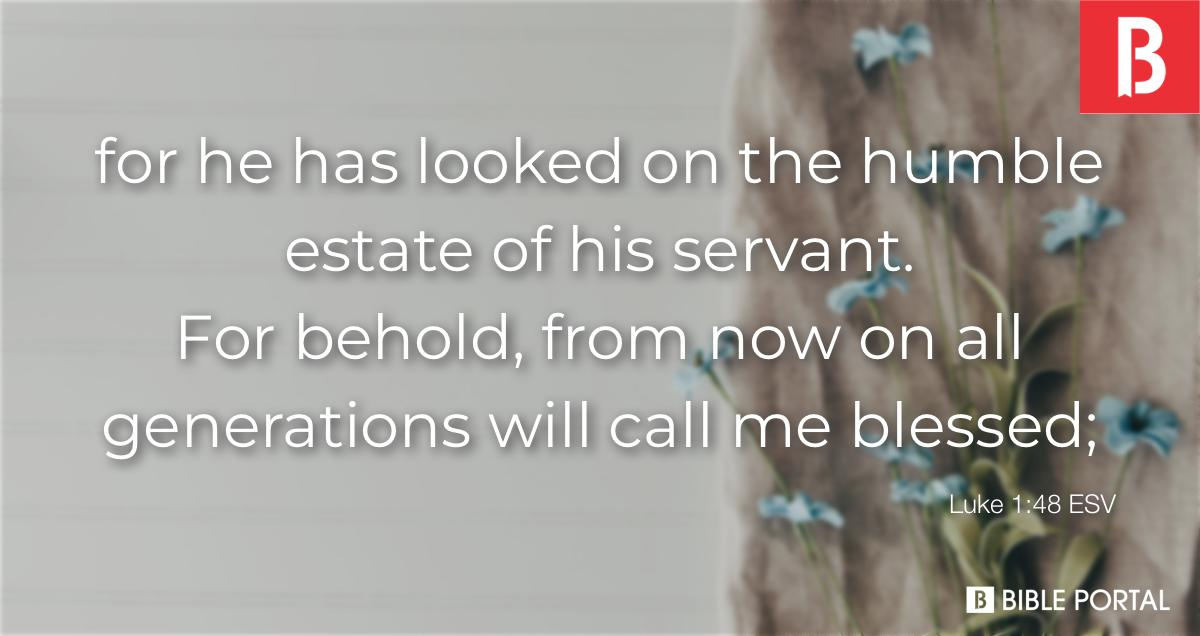 B
for he has looked on the humble
estate of his servant.
For behold, from now on all
generations will call me blessed;
Luke 1:48 ESV
B BIBLE PORTAL